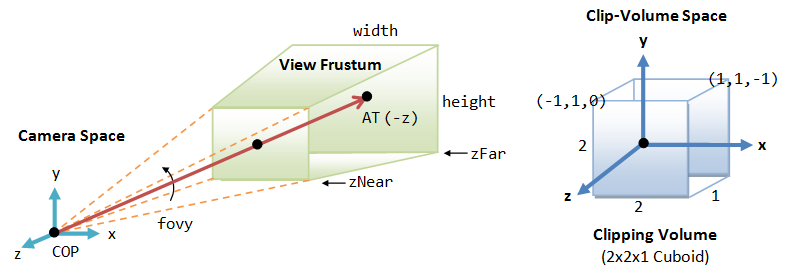 width
View Frustum
height
AT(-z)
Camera Space
zFar
zNear
y
fovy
x
z
COP
Clip-Volume Space
y
(1,1,-1)
(-1,1,0)
2
x
z
1
2
Clipping Volume
(2x2x1 Cuboid)